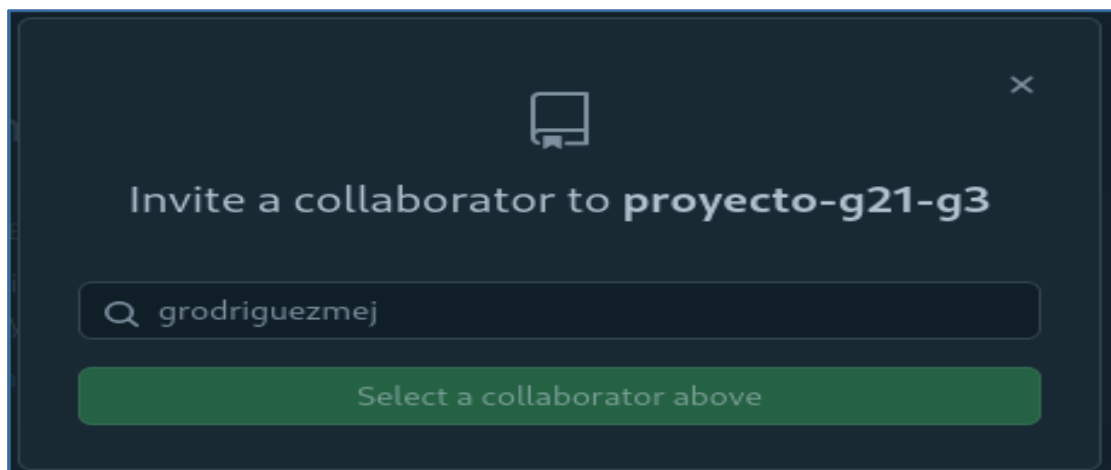 Invite a collaborator to proyecto-g21-g3
grodriguezmej
Select a collaborator above